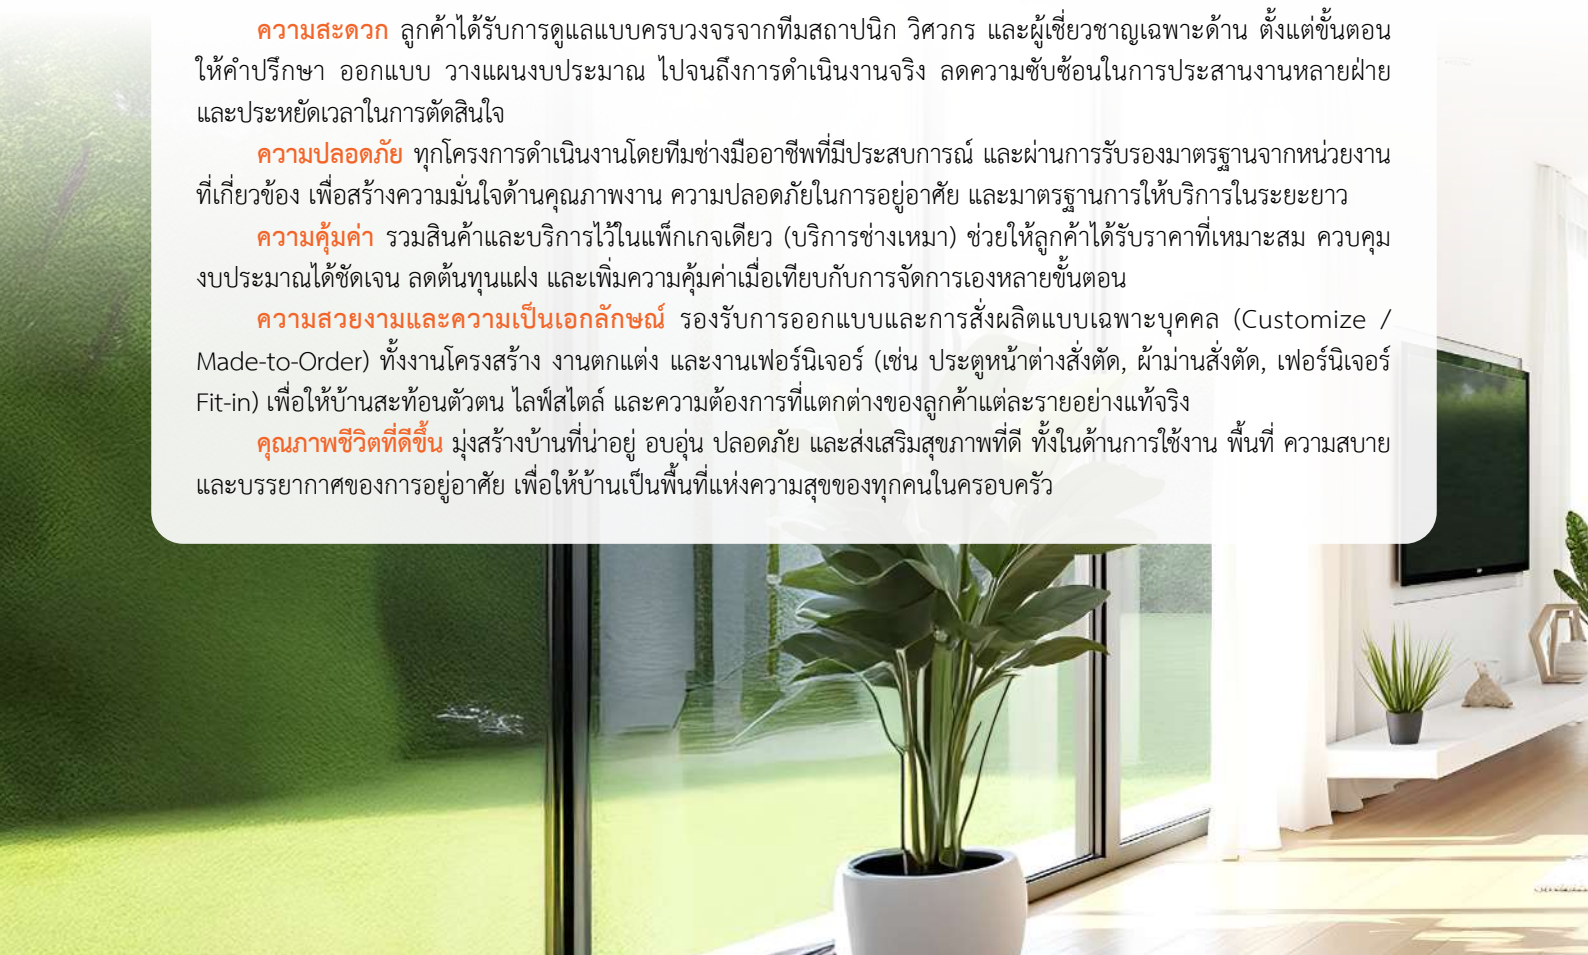 ความสะดวก ลูกค้าได้รับการดูแลแบบครบวงจรจากทีมสถาปนิก วิศวกร และผู้เชี่ยวชาญเฉพาะด้าน ตั้งแต่ขั้นตอน
ให้คำปรึกษา ออกแบบ วางแผนงบประมาณ ไปจนถึงการดำเนินงานจริง ลดความซับซ้อนในการประสานงานหลายฝ่าย
และประหยัดเวลาในการตัดสินใจ
ความปลอดภัย ทุกโครงการดำเนินงานโดยทีมช่างมืออาชีพที่มีประสบการณ์ และผ่านการรับรองมาตรฐานจากหน่วยงาน
ที่เกี่ยวข้อง เพื่อสร้างความมั่นใจด้านคุณภาพงาน ความปลอดภัยในการอยู่อาศัย และมาตรฐานการให้บริการในระยะยาว
ความคุ้มค่า รวมสินค้าและบริการไว้ในแพ็กเกจเดียว (บริการช่างเหมา) ช่วยให้ลูกค้าได้รับราคาที่เหมาะสม ควบคุม
งบประมาณได้ชัดเจน ลดต้นทุนแฝง และเพิ่มความคุ้มค่าเมื่อเทียบกับการจัดการเองหลายขั้นตอน
ความสวยงามและความเป็นเอกลักษณ์ รองรับการออกแบบและการสั่งผลิตแบบเฉพาะบุคคล (Customize /
Made-to-Order) ทั้งงานโครงสร้าง งานตกแต่ง และงานเฟอร์นิเจอร์ (เช่น ประตูหน้าต่างสั่งตัด, ผ้าม่านสั่งตัด, เฟอร์นิเจอร์
Fit-in) เพื่อให้บ้านสะท้อนตัวตน ไลฟ์สไตล์ และความต้องการที่แตกต่างของลูกค้าแต่ละรายอย่างแท้จริง
คุณภาพชีวิตที่ดีขึ้น มุ่งสร้างบ้านที่น่าอยู่ อบอุ่น ปลอดภัย และส่งเสริมสุขภาพที่ดี ทั้งในด้านการใช้งาน พื้นที่ ความสบาย
และบรรยากาศของการอยู่อาศัย เพื่อให้บ้านเป็นพื้นที่แห่งความสุขของทุกคนในครอบครัว